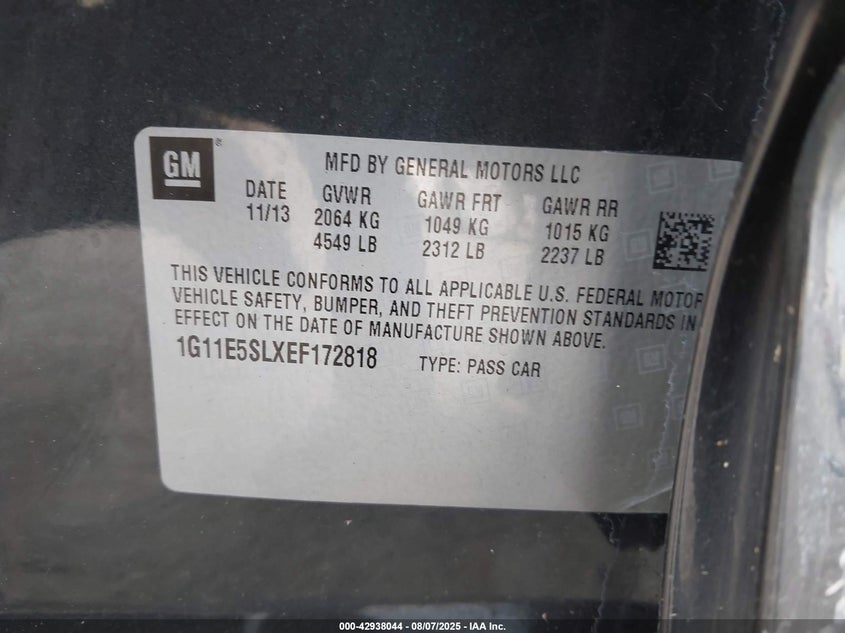 GM
MFD BY GENERAL MOTORS LLC
DATE GVWR GAWR FRT GAWR RR
11/13 2064 KG 1049 KG 1015 KG
4549 LB 2312 LB 2237 LB
THIS VEHICLE CONFORMS TO ALL APPLICABLE U.S. FEDERAL MOTOR
VEHICLE SAFETY, BUMPER, AND THEFT PREVENTION STANDARDS IN
EFFECT ON THE DATE OF MANUFACTURE SHOWN ABOVE.
1G11E5SLXEF172818 TYPE: PASS CAR
000-42938044 - 08/07/2025 - IAA Inc.